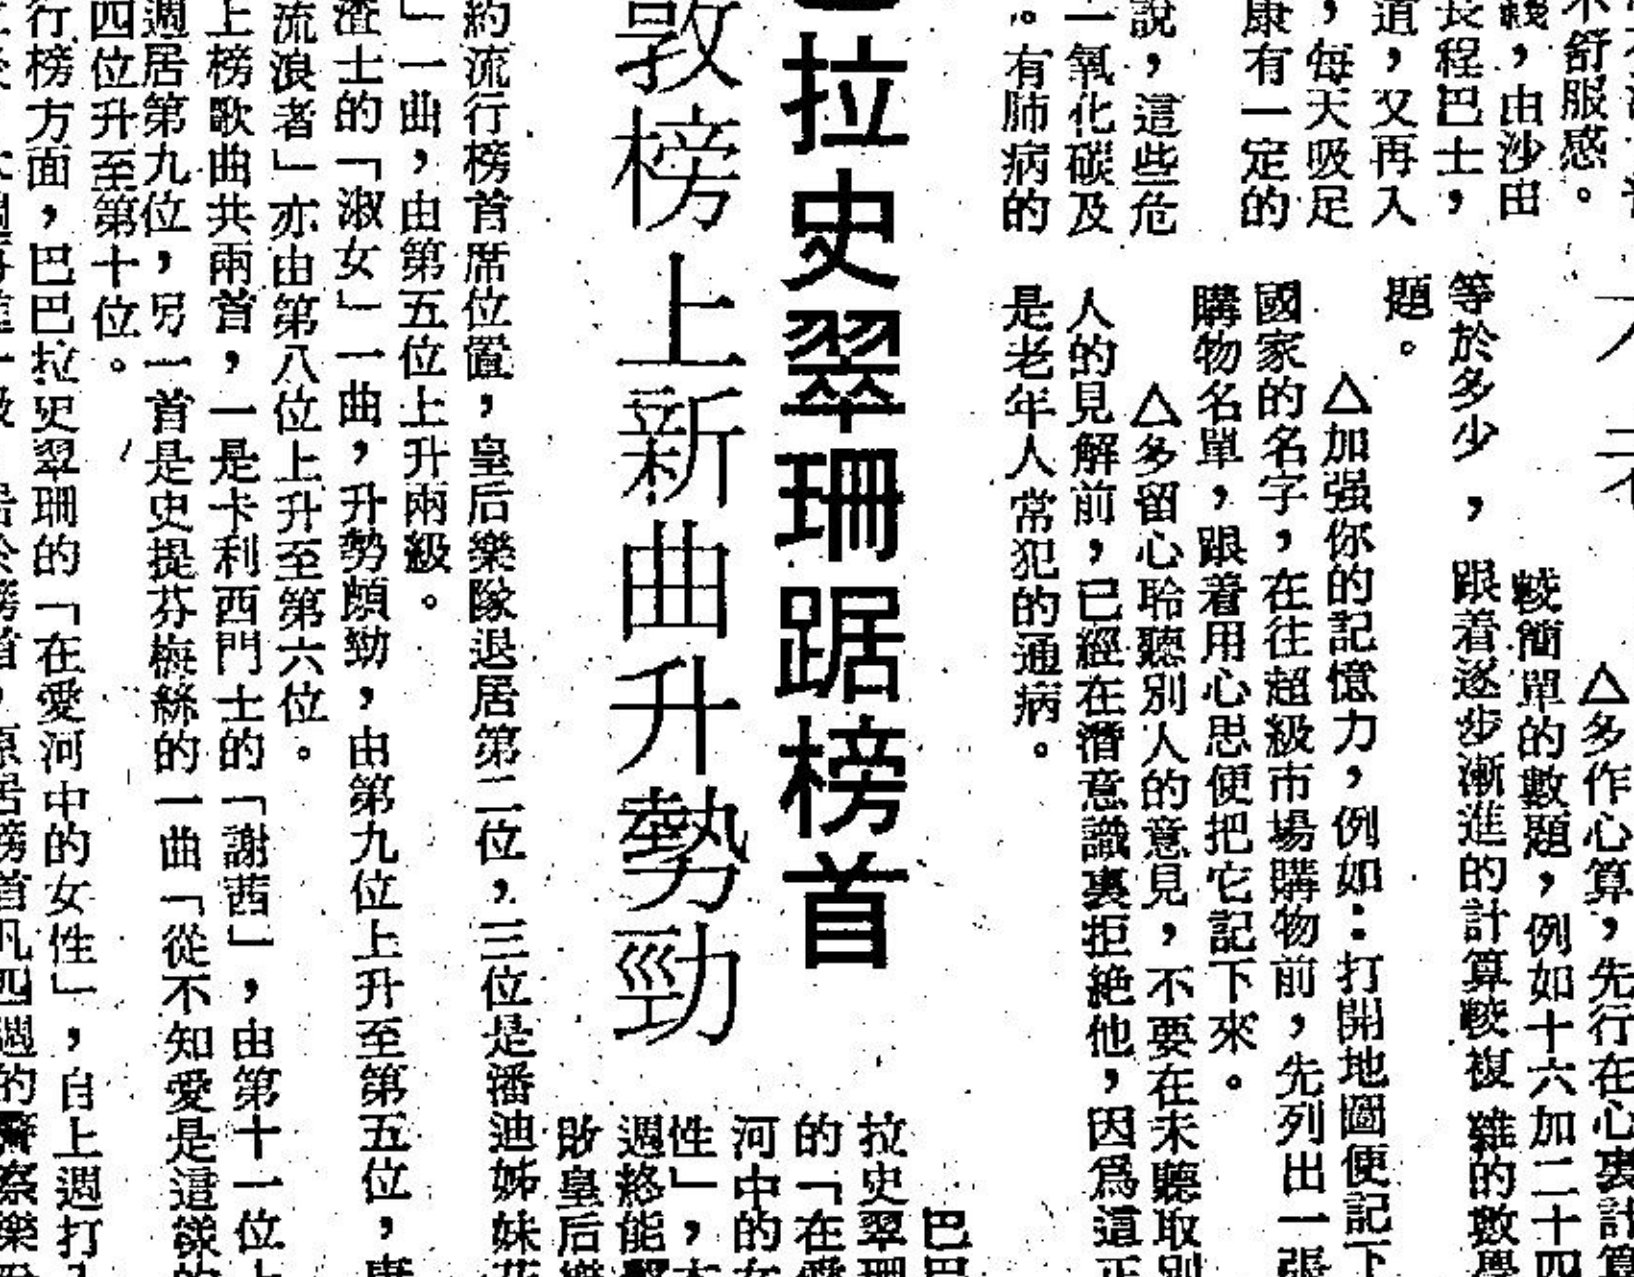 不舒服感。
綫,由沙由
長程巴士,
道,又再入
,每天吸足
康有一定的
說,這些危
一氧化碳及
。有肺病的
△多作心算,先行在心裏計算
較簡單的數題,例如十六加二十四
等於多少,跟着逐步漸進的計算較複雜的數學
題。
△加强你的記憶力,例如:打開地圖便記下
國家的名字,在往超級市場購物前,先列出一張
購物名單,跟着用心思便把它記下來。
△多留心聆聽別人的意見,不要在未聽取別
人的見解前,已經在潛意識裏拒絶他,因爲這正
是老年人常犯的通病。
拉史翠珊踞榜首
敦榜上新曲升勢勁
巴巴
拉史翠珊
的「在愛
河中的女
性」,本
週終能擊
敗皇后樂
約流行榜首席位置,皇后樂隊退居第二位,三位是潘迪姊妹花
」一曲,由第五位上升兩級。
渣士的「淑女」一曲,升勢頗勁,由第九位上升至第五位,唐
流浪者」亦由第八位上升至第六位。
上榜歌曲共兩首,一是卡利西門士的「謝茜」,由第十一位上
週居第九位,另一首是史提芬梅絲的一曲「從不知愛是這樣的
四位升至第十位。
行榜方面,巴巴拉史翠珊的「在愛河中的女性」,自上週打入